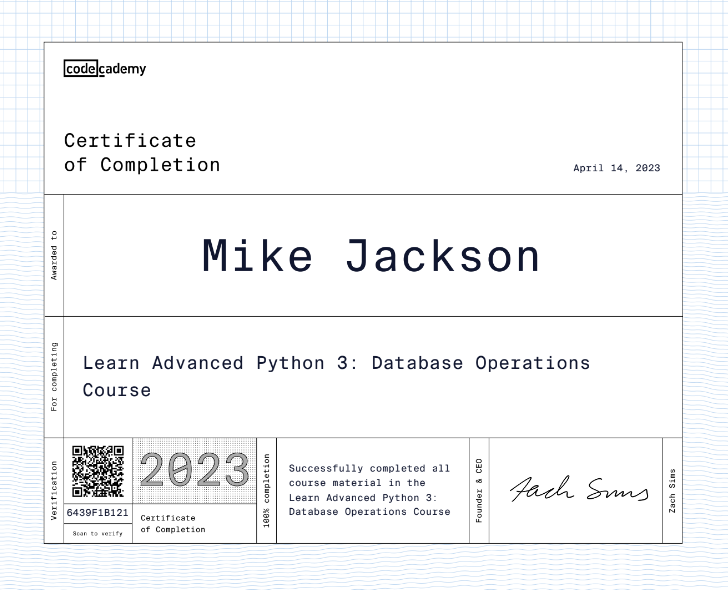 codecademy
Certificate
of Completion
April 14, 2023
Awarded to
Mike Jackson
For completing
Learn Advanced Python 3: Database Operations
Course
Verification
6439F1B121
Scan to verify
2023
Certificate
of Completion
100% completion
Successfully completed all
course material in the
Learn Advanced Python 3:
Database Operations Course
Founder & CEO
Zach Sims
Zach Sims